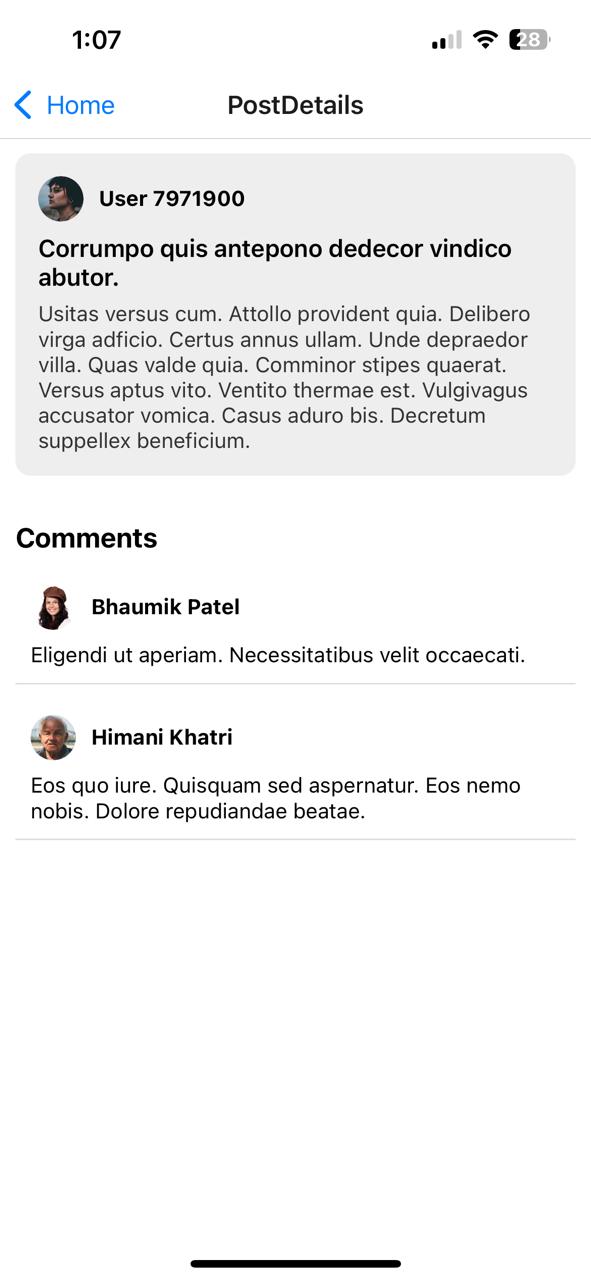 1:07
28
Home
PostDetails
User 7971900
Corrumpo quis antepono dedecor vindico
abutor.
Usitas versus cum. Attollo provident quia. Delibero
virga adficio. Certus annus ullam. Unde depraedor
villa. Quas valde quia. Comminor stipes quaerat.
Versus aptus vito. Ventito thermae est. Vulgivagus
accusator vomica. Casus aduro bis. Decretum
suppellex beneficium.
Comments
Bhaumik Patel
Eligendi ut aperiam. Necessitatibus velit occaecati.
Himani Khatri
Eos quo iure. Quisquam sed aspernatur. Eos nemo
nobis. Dolore repudiandae beatae.